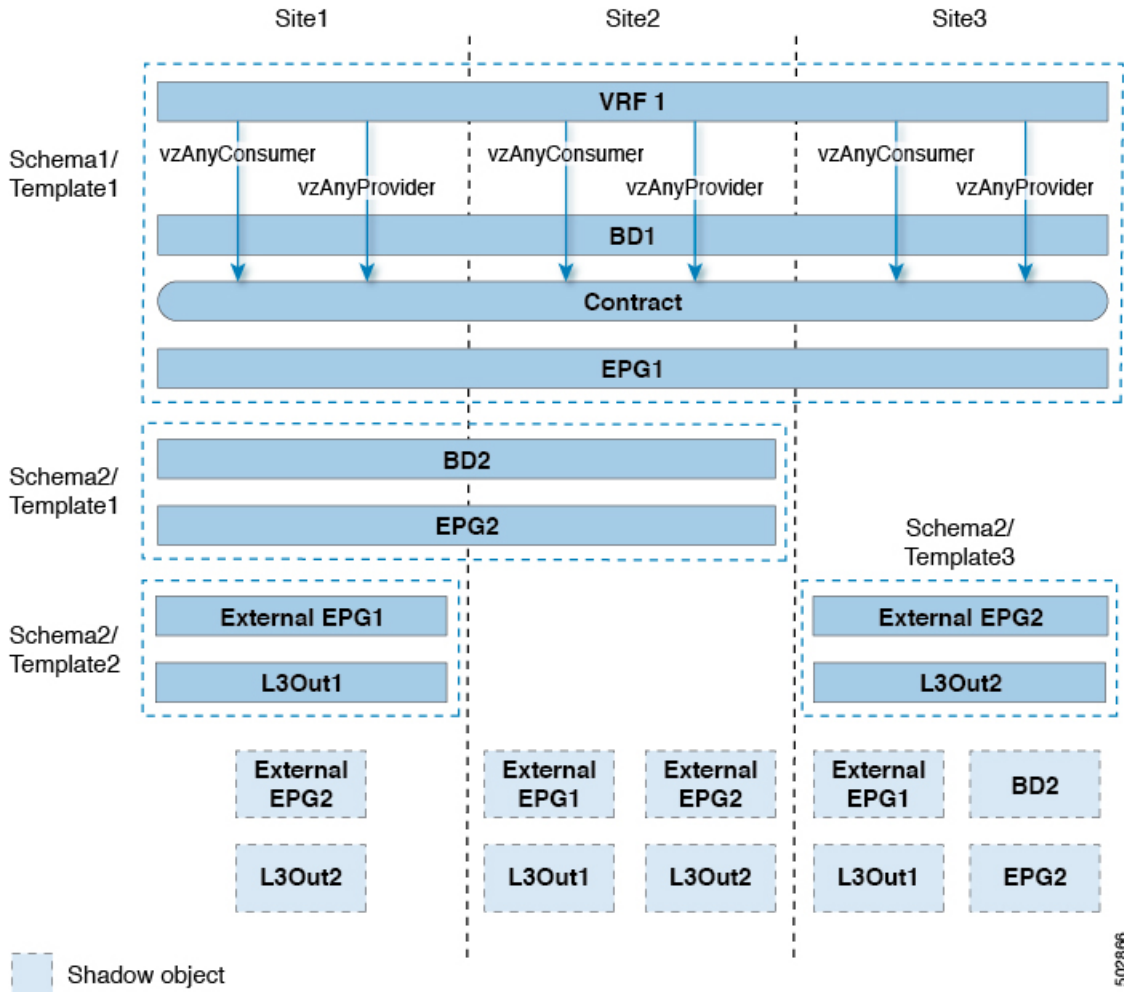 Site1
Site2
Site3
Schema1/
Template1
VRF 1
vzAnyConsumer
vzAnyProvider
vzAnyConsumer
vzAnyProvider
vzAnyConsumer
vzAnyProvider
BD1
Contract
EPG1
Schema2/
Template1
BD2
EPG2
Schema2/
Template3
Schema2/
Template2
External EPG1
L3Out1
External EPG2
L3Out2
External
EPG2
External
EPG1
External
EPG2
External
EPG1
BD2
L3Out2
L3Out1
L3Out2
L3Out1
EPG2
Shadow object
502866